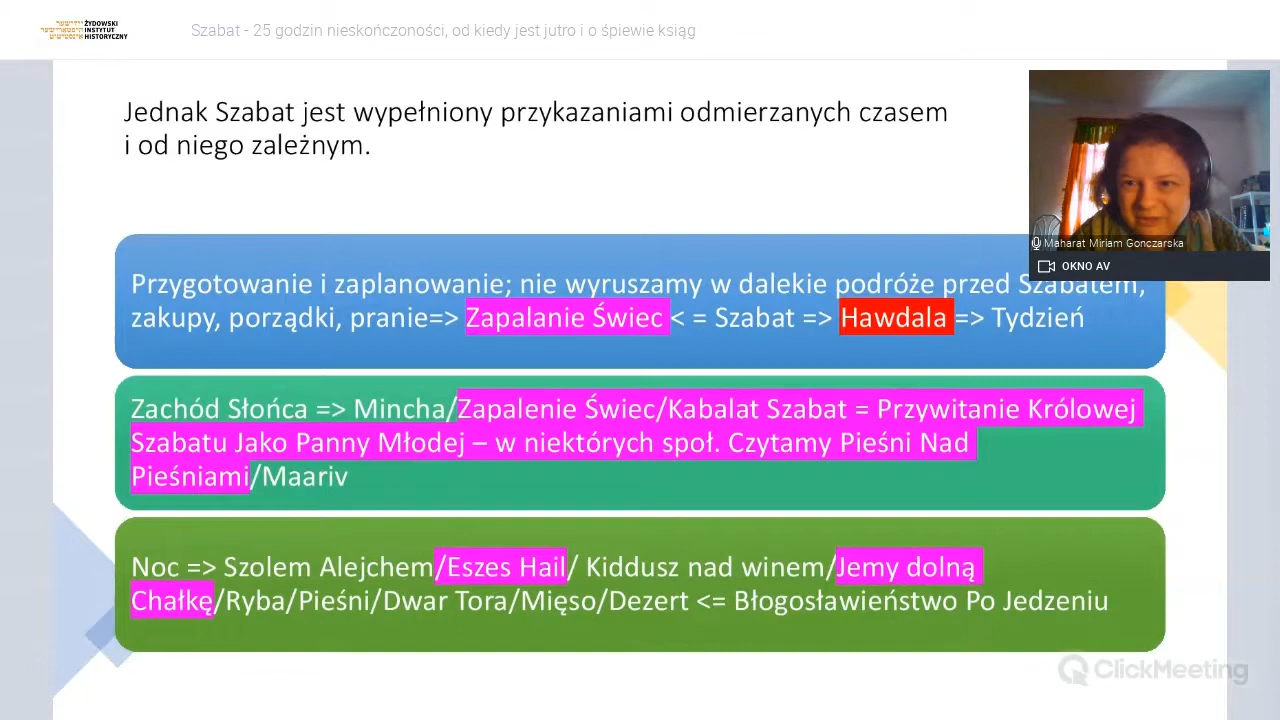 ŻYDOWSKI
INSTYTUT
HISTORYCZNY
Szabat - 25 godzin nieskończoności, od kiedy jest jutro i o śpiewie ksiąg
Jednak Szabat jest wypełniony przykazaniami odmierzanych czasem
i od niego zależnym.
Maharat Miriam Gonczarska
OKNO AV
Przygotowanie i zaplanowanie; nie wyruszamy w dalekie podróże przed Szabatem,
zakupy, porządki, pranie=> Zapalanie Świec < = Szabat => Hawdala => Tydzień
Zachód Słońca => Mincha/Zapalenie Świec/Kabalat Szabat = Przywitanie Królowej
Szabatu Jako Panny Młodej – w niektórych społ. Czytamy Pieśni Nad
Pieśniami/Maariv
Noc => Szolem Alejchem/Eszes Hail/ Kiddusz nad winem/Jemy dolną
Chałkę/Ryba/Pieśni/Dwar Tora/Mięso/Dezert <= Błogosławieństwo Po Jedzeniu
ClickMeeting